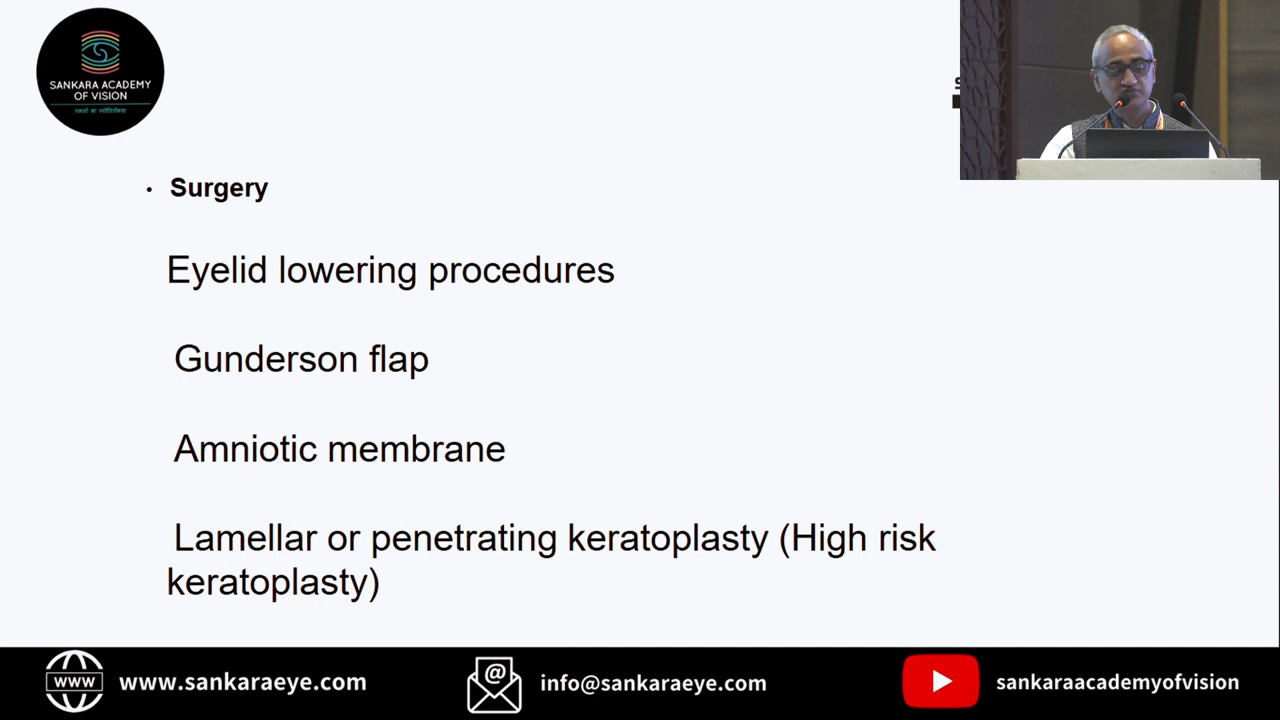 SANKARA ACADEMY
OF VISION
• Surgery
Eyelid lowering procedures
Gunderson flap
Amniotic membrane
Lamellar or penetrating keratoplasty (High risk
keratoplasty)
www
www.sankaraeye.com
@
info@sankaraeye.com
sankaraacademyofvision